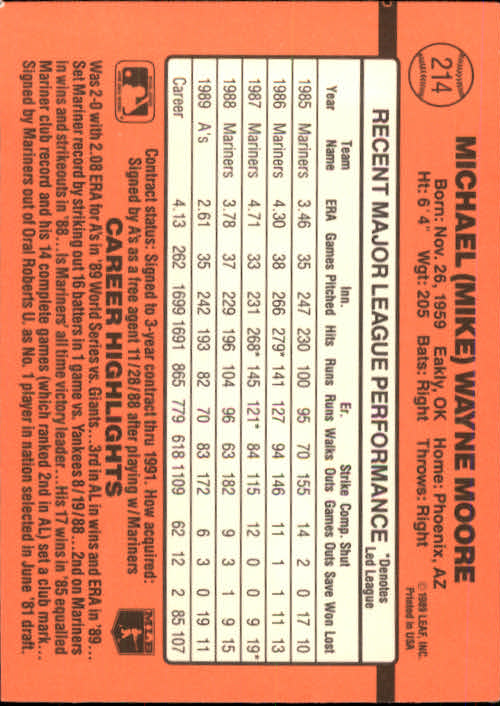 214
MICHAEL (MIKE) WAYNE MOORE
Born: Nov. 26, 1959 Eakly, OK Home: Phoenix, AZ
Ht: 6'4" Wgt: 205 Bats: Right Throws: Right
© 1989 LEAF, INC.
Printed in USA
RECENT MAJOR LEAGUE PERFORMANCE *Denotes Led League
Year Team Name ERA Games Inn. Pitched Hits Runs Er. Runs Walks Strike Outs Comp. Games Shut Outs Save Won Lost
1985 Mariners 3.46 35 247 230 100 95 70 155 14 2 0 17 10
1986 Mariners 4.30 38 266 279* 141 127 94 146 11 1 1 11 13
1987 Mariners 4.71 33 231 268* 145 121* 84 115 12 0 0 9 19*
1988 Mariners 3.78 37 229 196 104 96 63 182 9 3 1 9 15
1989 A's 2.61 35 242 193 82 70 83 172 6 3 0 19 11
Career 4.13 262 1699 1691 865 779 618 1109 62 12 2 85 107
Contract status: Signed to 3-year contract thru 1991. How acquired:
Signed by A's as a free agent 11/28/88 after playing w/Mariners
MLB
CAREER HIGHLIGHTS
Was 2-0 with 2.08 ERA for A's in '89 World Series vs. Giants...3rd in AL in wins and ERA in '89...
Set Mariner record by striking out 16 batters in 1 game vs. Yankees 8/19/88...2nd on Mariners
in wins and strikeouts in '88...Is Mariners' all time victory leader...His 17 wins in '85 equalled
Mariner club record and his 14 complete games (which ranked 2nd in AL) set a club mark...
Signed by Mariners out of Oral Roberts U. as No. 1 player in nation selected in June '81 draft.